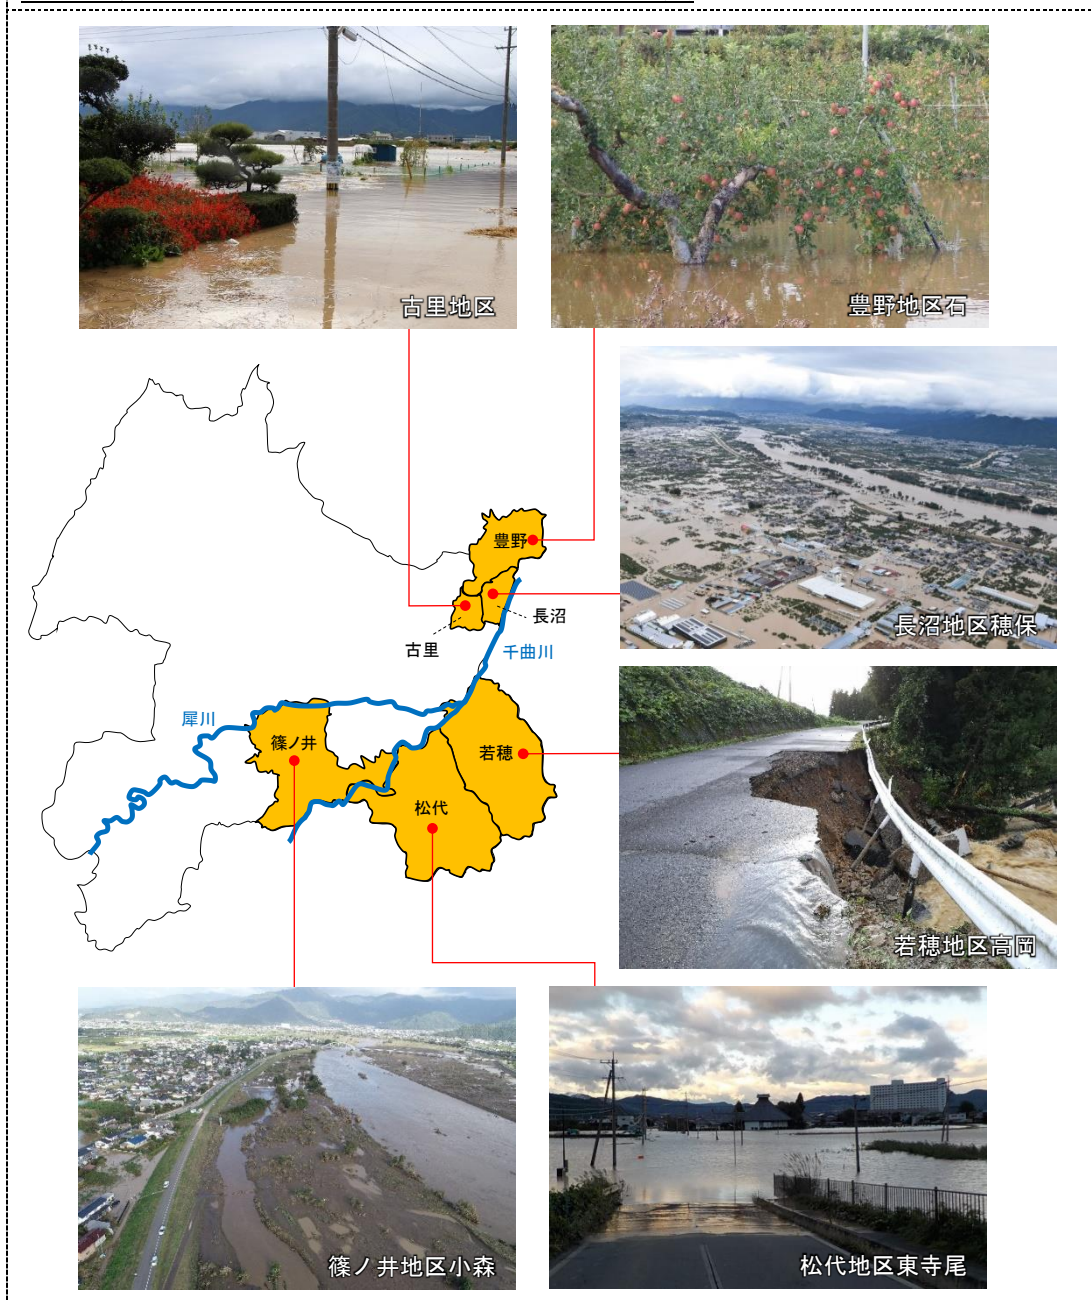 古里地区
豊野地区石
豊野
長沼地区穂保
長沼
古里
千曲川
犀川
篠ノ井
若穂
松代
若穂地区高岡
篠ノ井地区小森
松代地区東寺尾